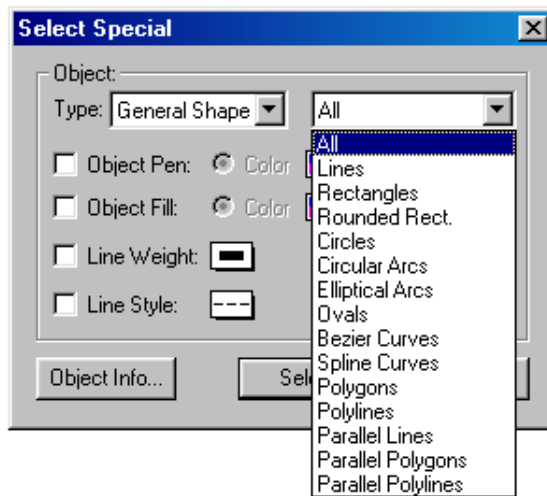 Select Special
Object:
Type: General Shape All
All
Lines
Rectangles
Rounded Rect.
Circles
Circular Arcs
Elliptical Arcs
Ovals
Bezier Curves
Spline Curves
Polygons
Polylines
Parallel Lines
Parallel Polygons
Parallel Polylines
Object Pen: Color
Object Fill: Color
Line Weight:
Line Style:
Object Info...